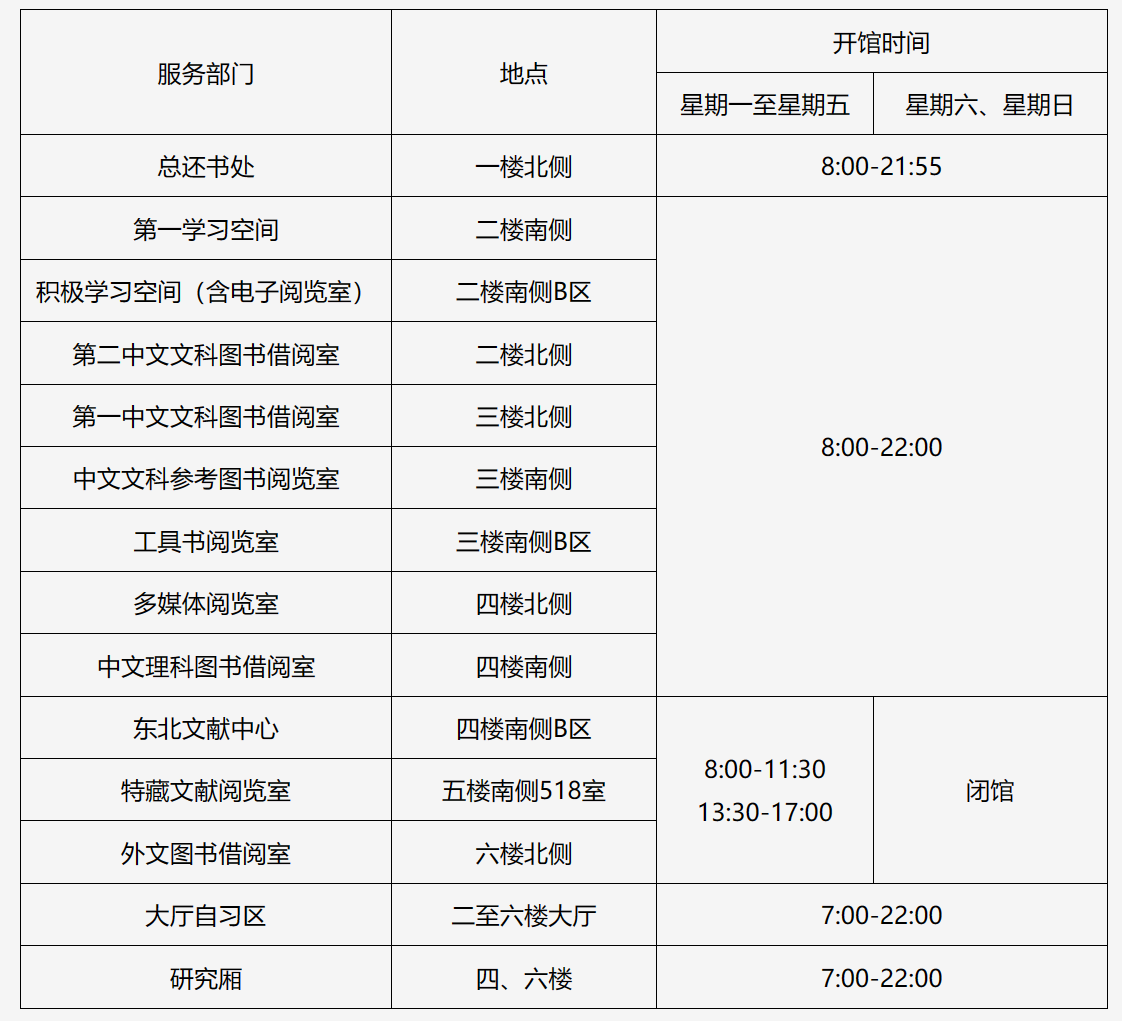 服务部门
地点
开馆时间
星期一至星期五
星期六、星期日
总还书处
一楼北侧
8:00-21:55
第一学习空间
二楼南侧
积极学习空间（含电子阅览室）
二楼南侧B区
第二中文文科图书借阅室
二楼北侧
第一中文文科图书借阅室
三楼北侧
8:00-22:00
中文文科参考图书阅览室
三楼南侧
工具书阅览室
三楼南侧B区
多媒体阅览室
四楼北侧
中文理科图书借阅室
四楼南侧
东北文献中心
四楼南侧B区
8:00-11:30
13:30-17:00
闭馆
特藏文献阅览室
五楼南侧518室
外文图书借阅室
六楼北侧
大厅自习区
二至六楼大厅
7:00-22:00
研究厢
四、六楼
7:00-22:00